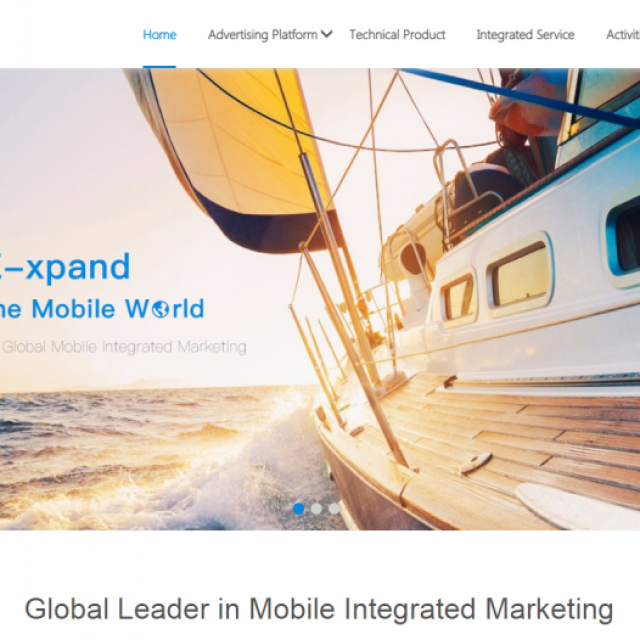 Home Advertising Platform Technical Product Integrated Service Activiti
E-xpand
he Mobile World
Global Mobile Integrated Marketing
Global Leader in Mobile Integrated Marketing